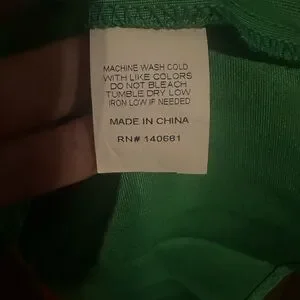 MACHINE WASH COLD
WITH LIKE COLORS
DO NOT BLEACH
TUMBLE DRY LOW
IRON LOW IF NEEDED
MADE IN CHINA
RN# 140661